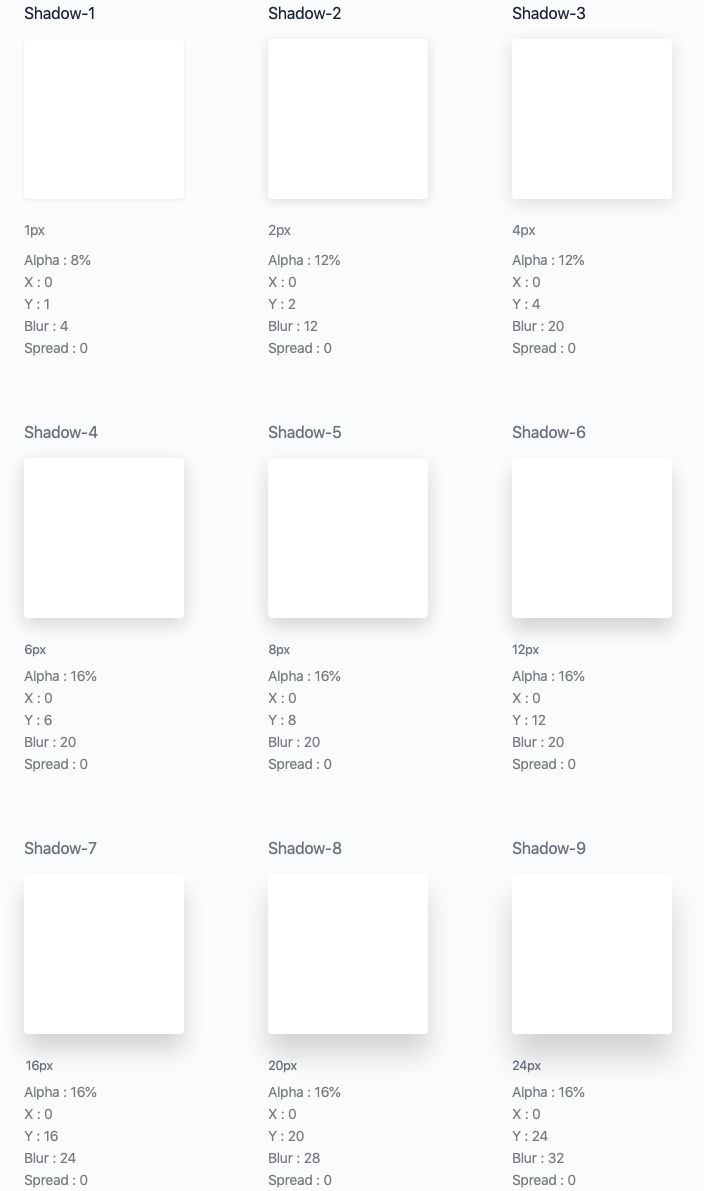 Shadow-1
Shadow-2
Shadow-3
1px
2px
4px
Alpha : 8%
Alpha : 12%
Alpha : 12%
X : 0
X : 0
X : 0
Y : 1
Y : 2
Y : 4
Blur : 4
Blur : 12
Blur : 20
Spread : 0
Spread : 0
Spread : 0
Shadow-4
Shadow-5
Shadow-6
6px
8px
12px
Alpha : 16%
Alpha : 16%
Alpha : 16%
X : 0
X : 0
X : 0
Y : 6
Y : 8
Y : 12
Blur : 20
Blur : 20
Blur : 20
Spread : 0
Spread : 0
Spread : 0
Shadow-7
Shadow-8
Shadow-9
16px
20px
24px
Alpha : 16%
Alpha : 16%
Alpha : 16%
X : 0
X : 0
X : 0
Y : 16
Y : 20
Y : 24
Blur : 24
Blur : 28
Blur : 32
Spread : 0
Spread : 0
Spread : 0